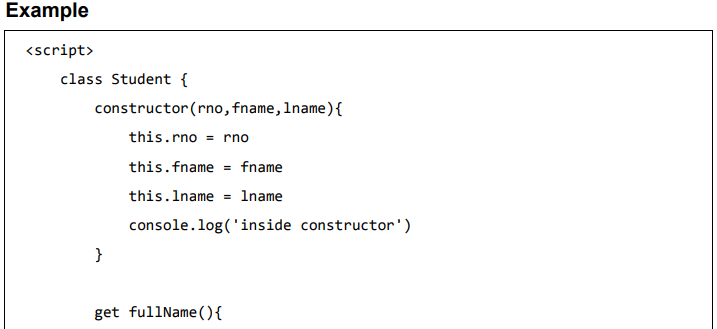 Example
<script>
class Student {
constructor(rno,fname,lname){
this.rno = rno
this.fname = fname
this.lname = lname
console.log('inside constructor')
}
get fullName(){